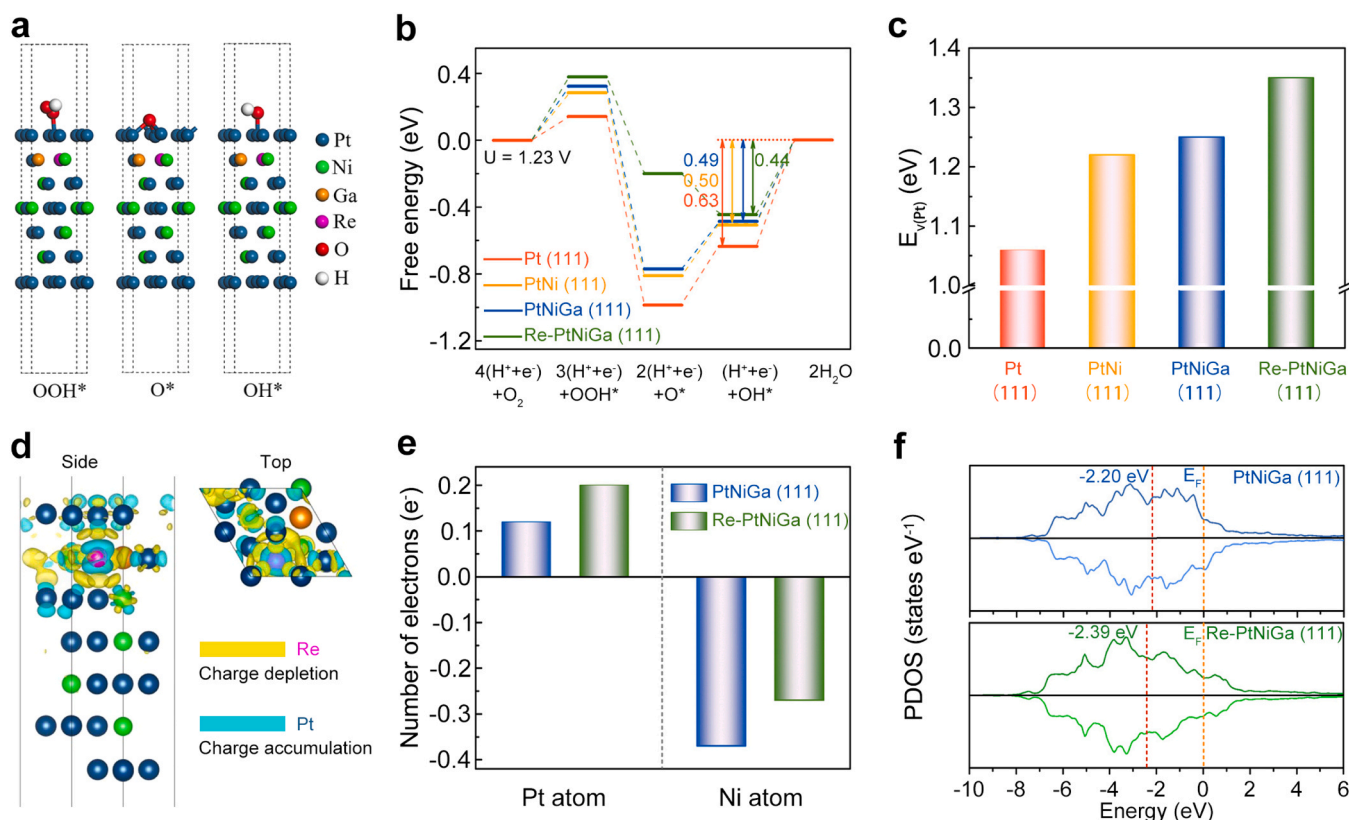 a
Pt
Ni
Ga
Re
O
H
OOH*
O*
OH*
b
Free energy (eV)
0.4
0.0
-0.4
-0.8
-1.2
U = 1.23 V
0.49
0.50
0.63
0.44
Pt (111)
PtNi (111)
PtNiGa (111)
Re-PtNiGa (111)
4(H⁺+e⁻) 3(H⁺+e⁻) 2(H⁺+e⁻) (H⁺+e⁻) 2H₂O
+O₂ +OOH* +O* +OH*
c
E_v(Pt) (eV)
1.4
1.3
1.2
1.1
1.0
0.0
Pt PtNi PtNiGa Re-PtNiGa
(111) (111) (111) (111)
d
Side Top
Re
Charge depletion
Pt
Charge accumulation
e
Number of electrons (e⁻)
0.2
0.1
0.0
-0.1
-0.2
-0.3
-0.4
PtNiGa (111)
Re-PtNiGa (111)
Pt atom Ni atom
f
PDOS (states eV⁻¹)
-2.20 eV E_F PtNiGa (111)
-2.39 eV E_F Re-PtNiGa (111)
-10 -8 -6 -4 -2 0 2 4 6
Energy (eV)